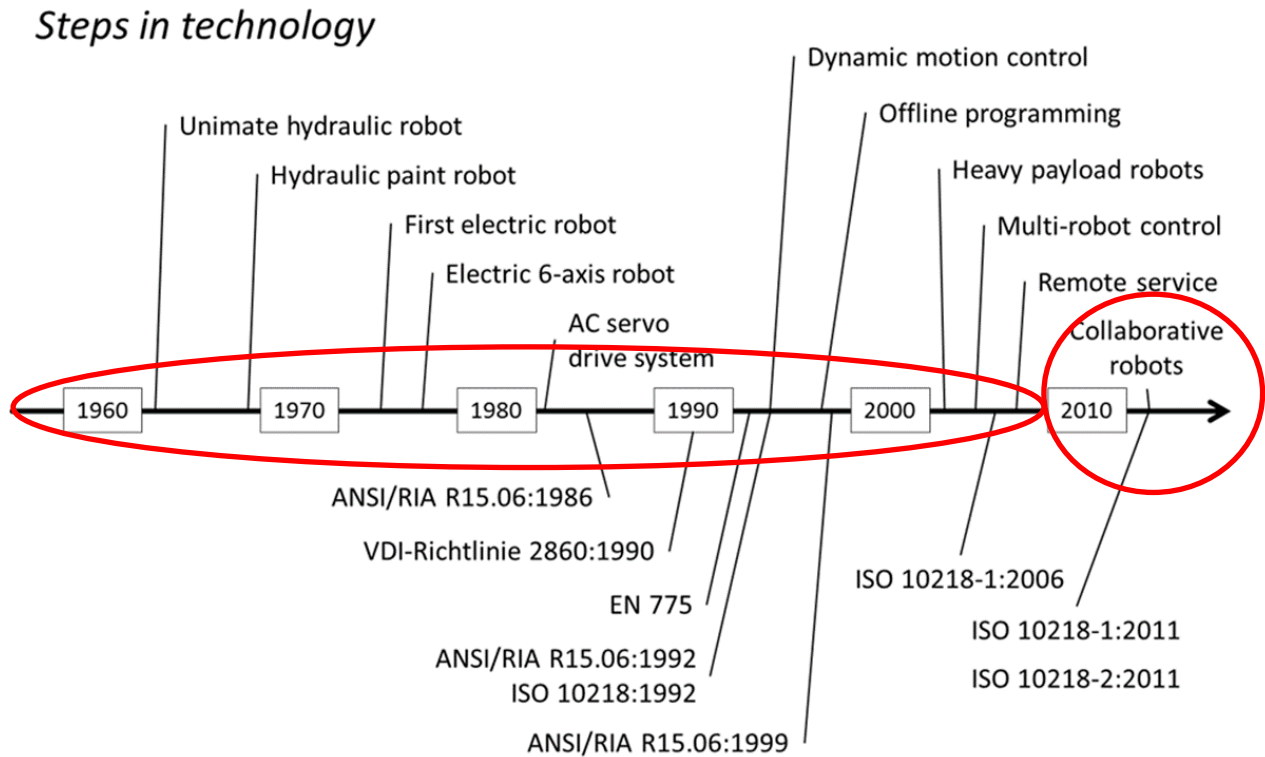 Steps in technology
Dynamic motion control
Offline programming
Unimate hydraulic robot
Heavy payload robots
Hydraulic paint robot
First electric robot
Multi-robot control
Electric 6-axis robot
Remote service
AC servo
drive system
Collaborative
robots
1960
1970
1980
1990
2000
2010
ANSI/RIA R15.06:1986
VDI-Richtlinie 2860:1990
EN 775
ANSI/RIA R15.06:1992
ISO 10218:1992
ANSI/RIA R15.06:1999
ISO 10218-1:2006
ISO 10218-1:2011
ISO 10218-2:2011